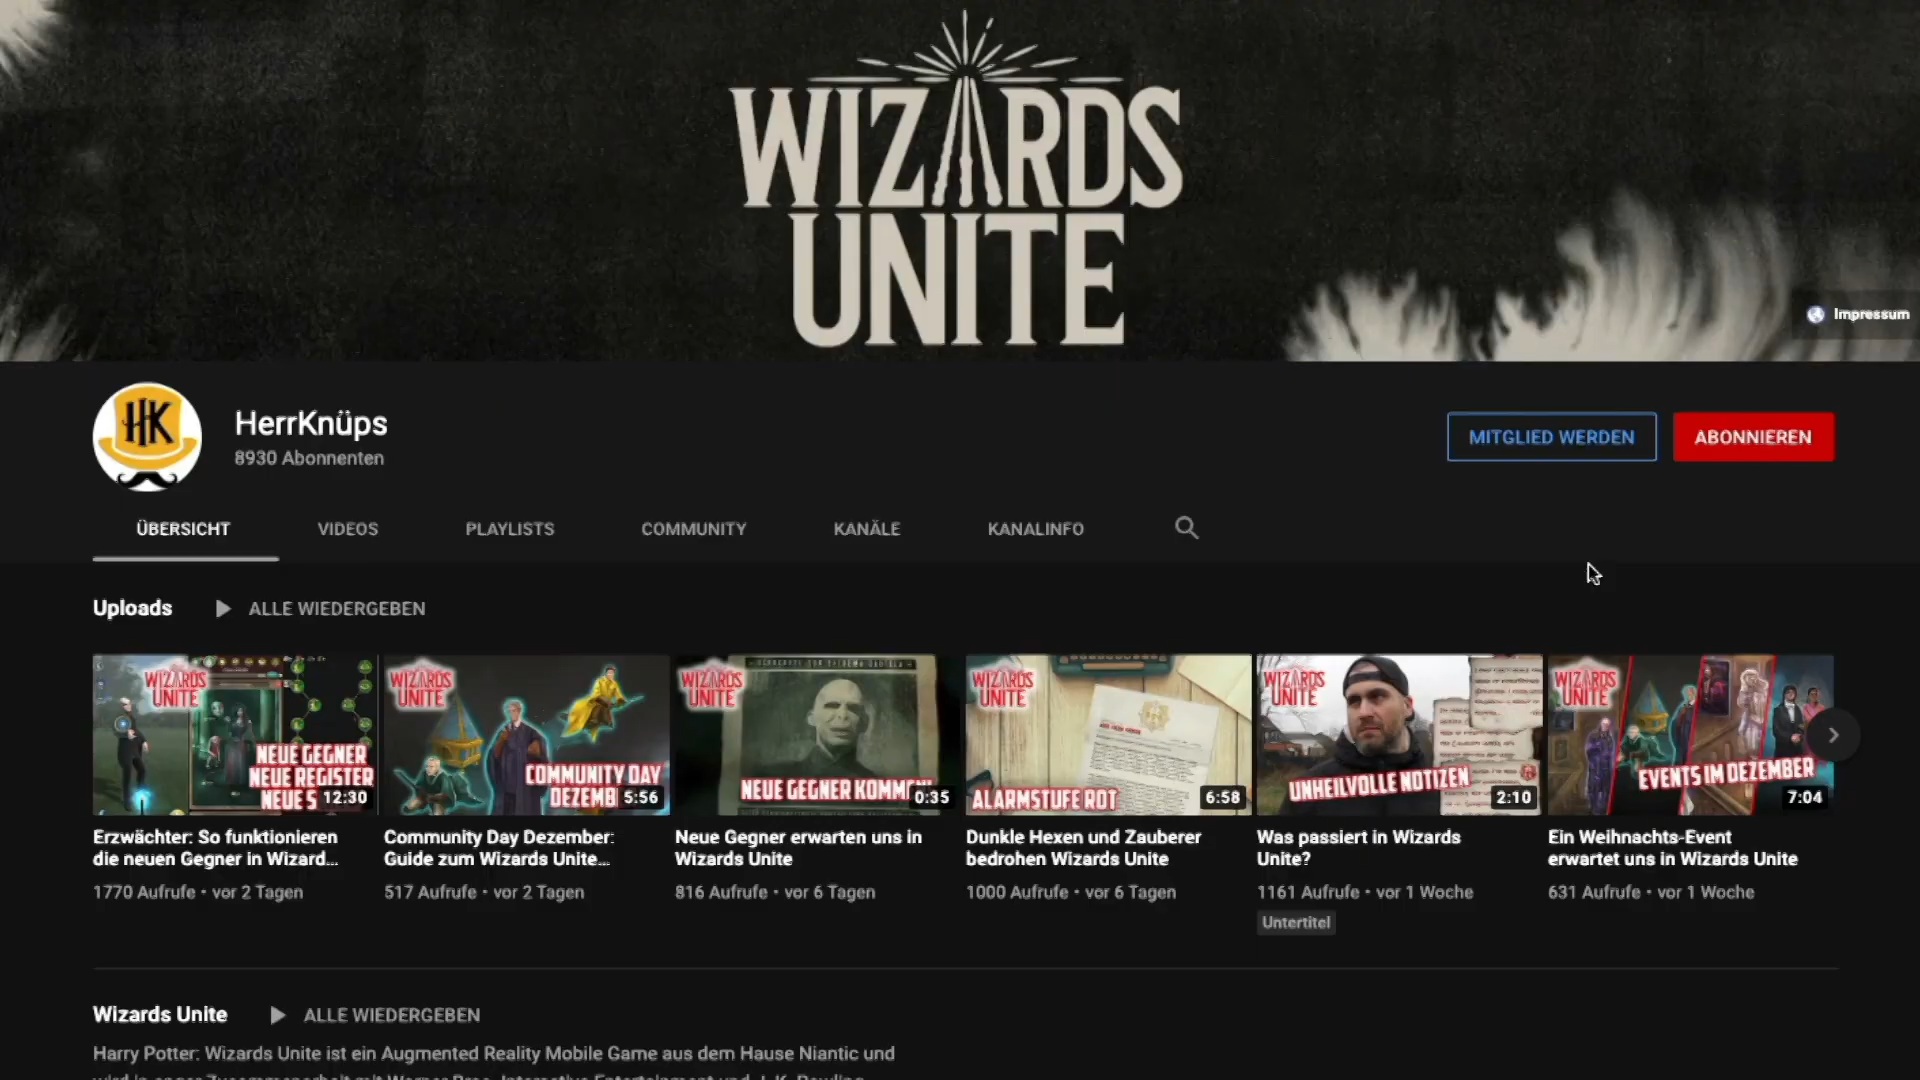 WIZARDS
UNITE
Impressum
HK
HerrKnüps
8930 Abonnenten
MITGLIED WERDEN
ABONNIEREN
ÜBERSICHT
VIDEOS
PLAYLISTS
COMMUNITY
KANÄLE
KANALINFO
Uploads
ALLE WIEDERGEBEN
WIZARDS
UNITE
NEUE GEGNER
NEUE REGISTER
NEUE S
12:30
WIZARDS
UNITE
COMMUNITY DAY
DEZEMB
5:56
WIZARDS
UNITE
NEUE GEGNER KOMMEN
0:35
WIZARDS
UNITE
ALARMSTUFE ROT
6:58
WIZARDS
UNITE
UNHEILVOLLE NOTIZEN
2:10
WIZARDS
UNITE
EVENTS IM DEZEMBER
7:04
Erzwächter: So funktionieren
die neuen Gegner in Wizard...
1770 Aufrufe • vor 2 Tagen
Community Day Dezember:
Guide zum Wizards Unite...
517 Aufrufe • vor 2 Tagen
Neue Gegner erwarten uns in
Wizards Unite
816 Aufrufe • vor 6 Tagen
Dunkle Hexen und Zauberer
bedrohen Wizards Unite
1000 Aufrufe • vor 6 Tagen
Was passiert in Wizards
Unite?
1161 Aufrufe • vor 1 Woche
Untertitel
Ein Weihnachts-Event
erwartet uns in Wizards Unite
631 Aufrufe • vor 1 Woche
Wizards Unite
ALLE WIEDERGEBEN
Harry Potter: Wizards Unite ist ein Augmented Reality Mobile Game aus dem Hause Niantic und